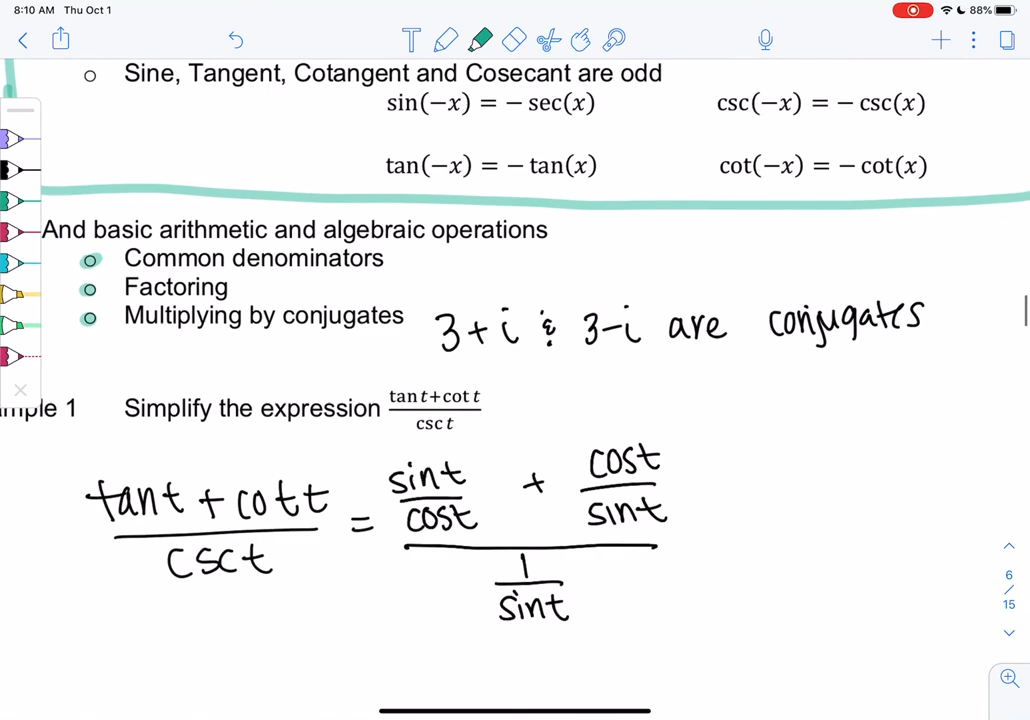 8:10 AM Thu Oct 1 88%
Sine, Tangent, Cotangent and Cosecant are odd
sin(−x) = − sec(x) csc(−x) = − csc(x)
tan(−x) = − tan(x) cot(−x) = − cot(x)
And basic arithmetic and algebraic operations
Common denominators
Factoring
Multiplying by conjugates 3+i & 3-i are conjugates
mple 1 Simplify the expression tan t+cot t / csc t
tant + cott / csct = sint/cost + cost/sint / 1/sint
6
/
15